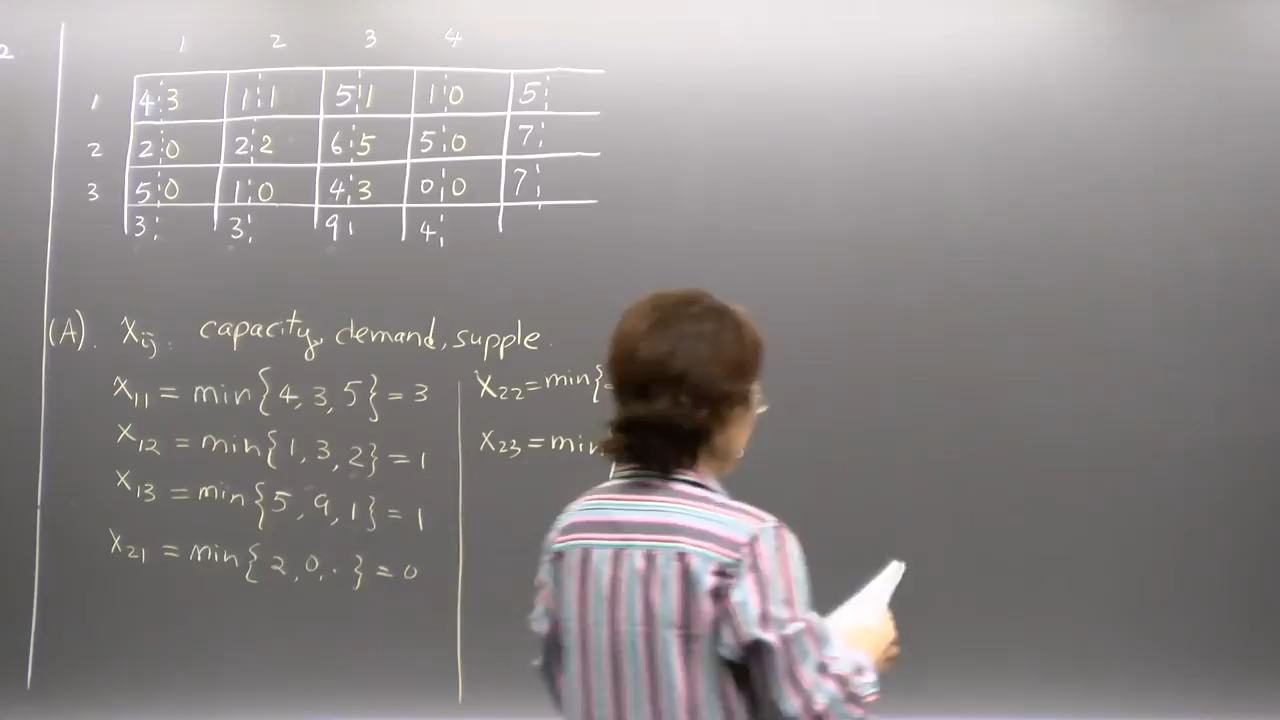 2
1 2 3 4
1 4 3 1 1 5 1 1 0 5
2 2 0 2 2 6 5 5 0 7
3 5 0 1 0 4 3 0 0 7
3 3 9 4
(A). Xij: capacity, demand, supple.
X11 = min{4, 3, 5} = 3
X12 = min{1, 3, 2} = 1
X13 = min{5, 9, 1} = 1
X21 = min{2, 0, .} = 0
X22 = min{
X23 = min